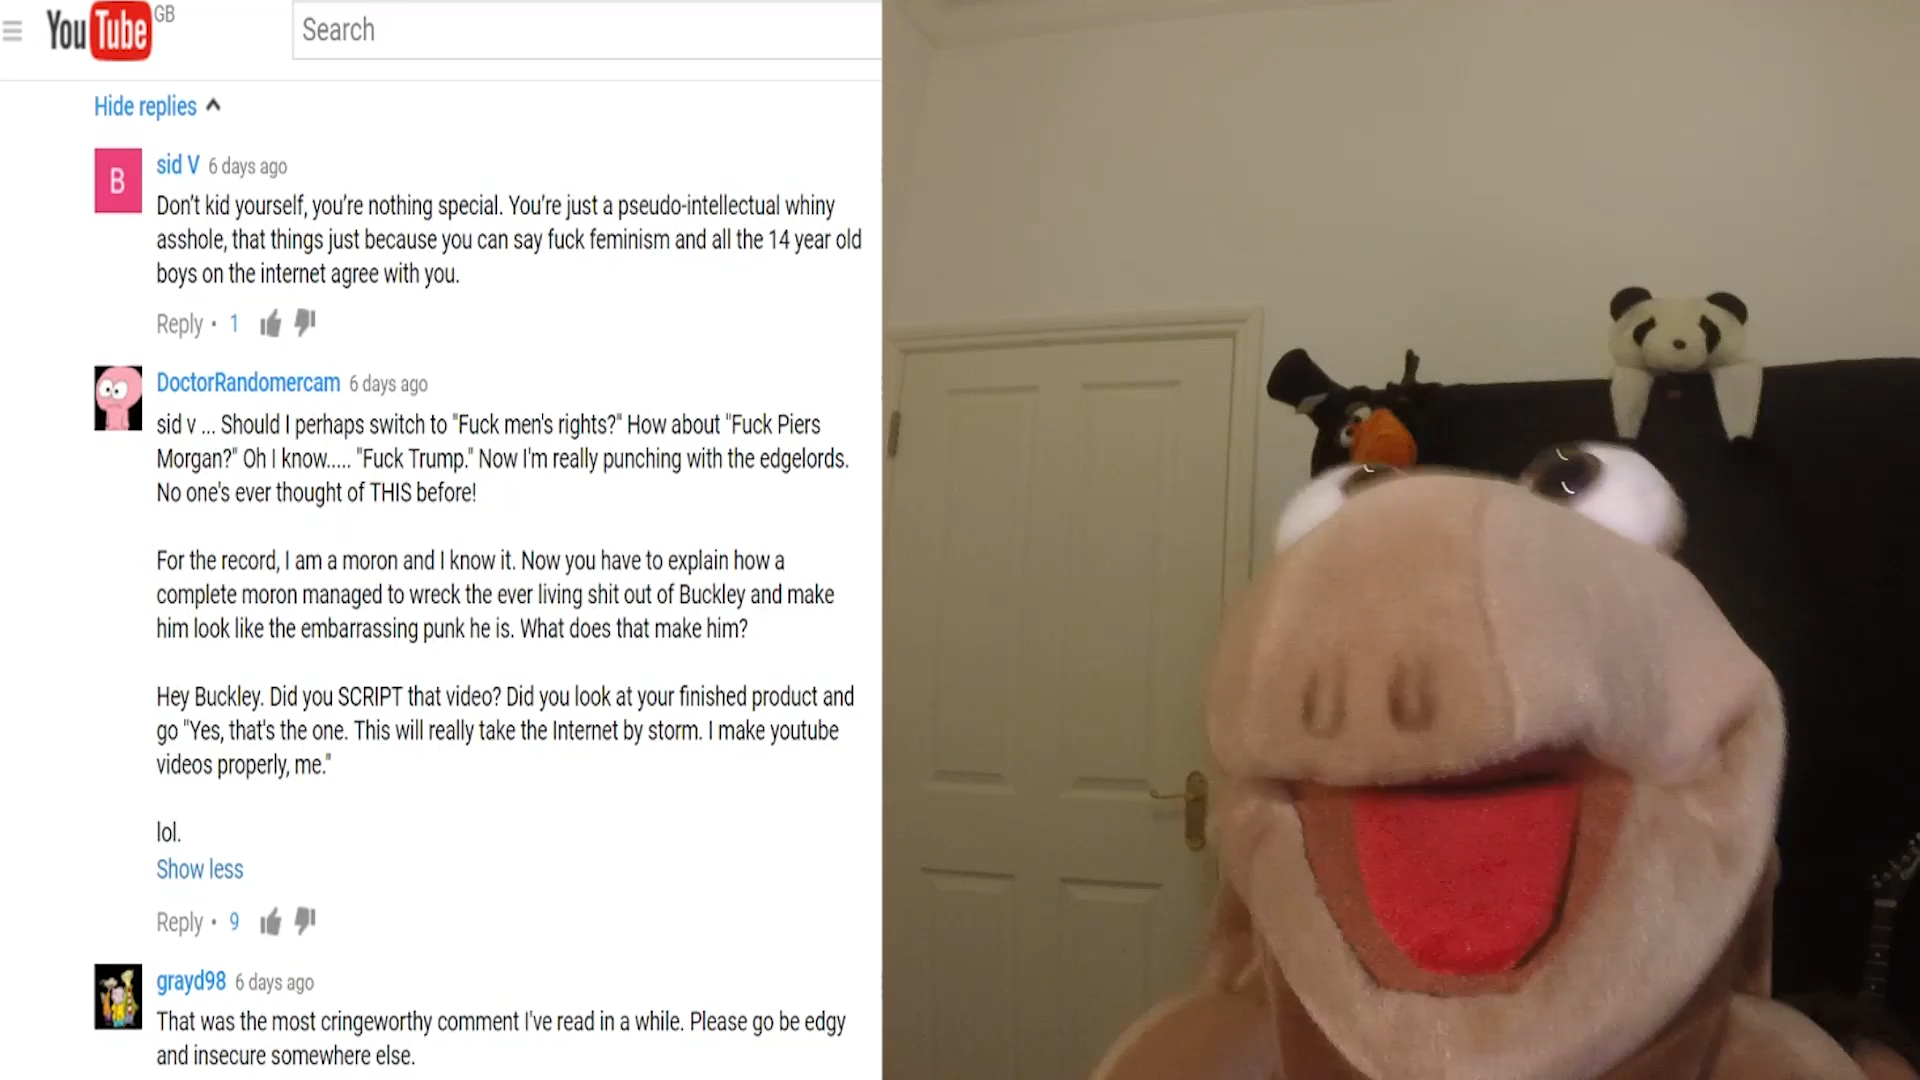 YouTube GB
Search
Hide replies
B
sid V 6 days ago
Don't kid yourself, you're nothing special. You're just a pseudo-intellectual whiny
asshole, that things just because you can say fuck feminism and all the 14 year old
boys on the internet agree with you.
Reply • 1
DoctorRandomercam 6 days ago
sid v ... Should I perhaps switch to "Fuck men's rights?" How about "Fuck Piers
Morgan?" Oh I know..... "Fuck Trump." Now I'm really punching with the edgelords.
No one's ever thought of THIS before!
For the record, I am a moron and I know it. Now you have to explain how a
complete moron managed to wreck the ever living shit out of Buckley and make
him look like the embarrassing punk he is. What does that make him?
Hey Buckley. Did you SCRIPT that video? Did you look at your finished product and
go "Yes, that's the one. This will really take the Internet by storm. I make youtube
videos properly, me."
lol.
Show less
Reply • 9
grayd98 6 days ago
That was the most cringeworthy comment I've read in a while. Please go be edgy
and insecure somewhere else.